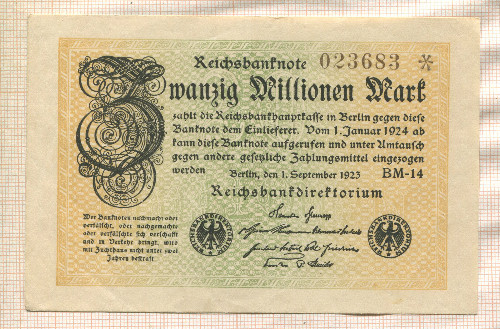 Reichsbanknote 023683 *
Zwanzig Millionen Mark
zahlt die Reichsbankhauptkasse in Berlin gegen diese
Banknote dem Einlieferer. Vom 1. Januar 1924 ab
kann diese Banknote aufgerufen und unter Umtausch
gegen andere gesetzliche Zahlungsmittel eingezogen
werden Berlin, den 1. September 1923 BM-14
Reichsbankdirektorium
Wer Banknoten nachmacht oder
verfälscht, oder nachgemachte
oder verfälschte sich verschafft
und in Verkehr bringt, wird
mit Zuchthaus nicht unter zwei
Jahren bestraft
REICHSBANKDIREKTORIUM
REICHSBANKDIREKTORIUM